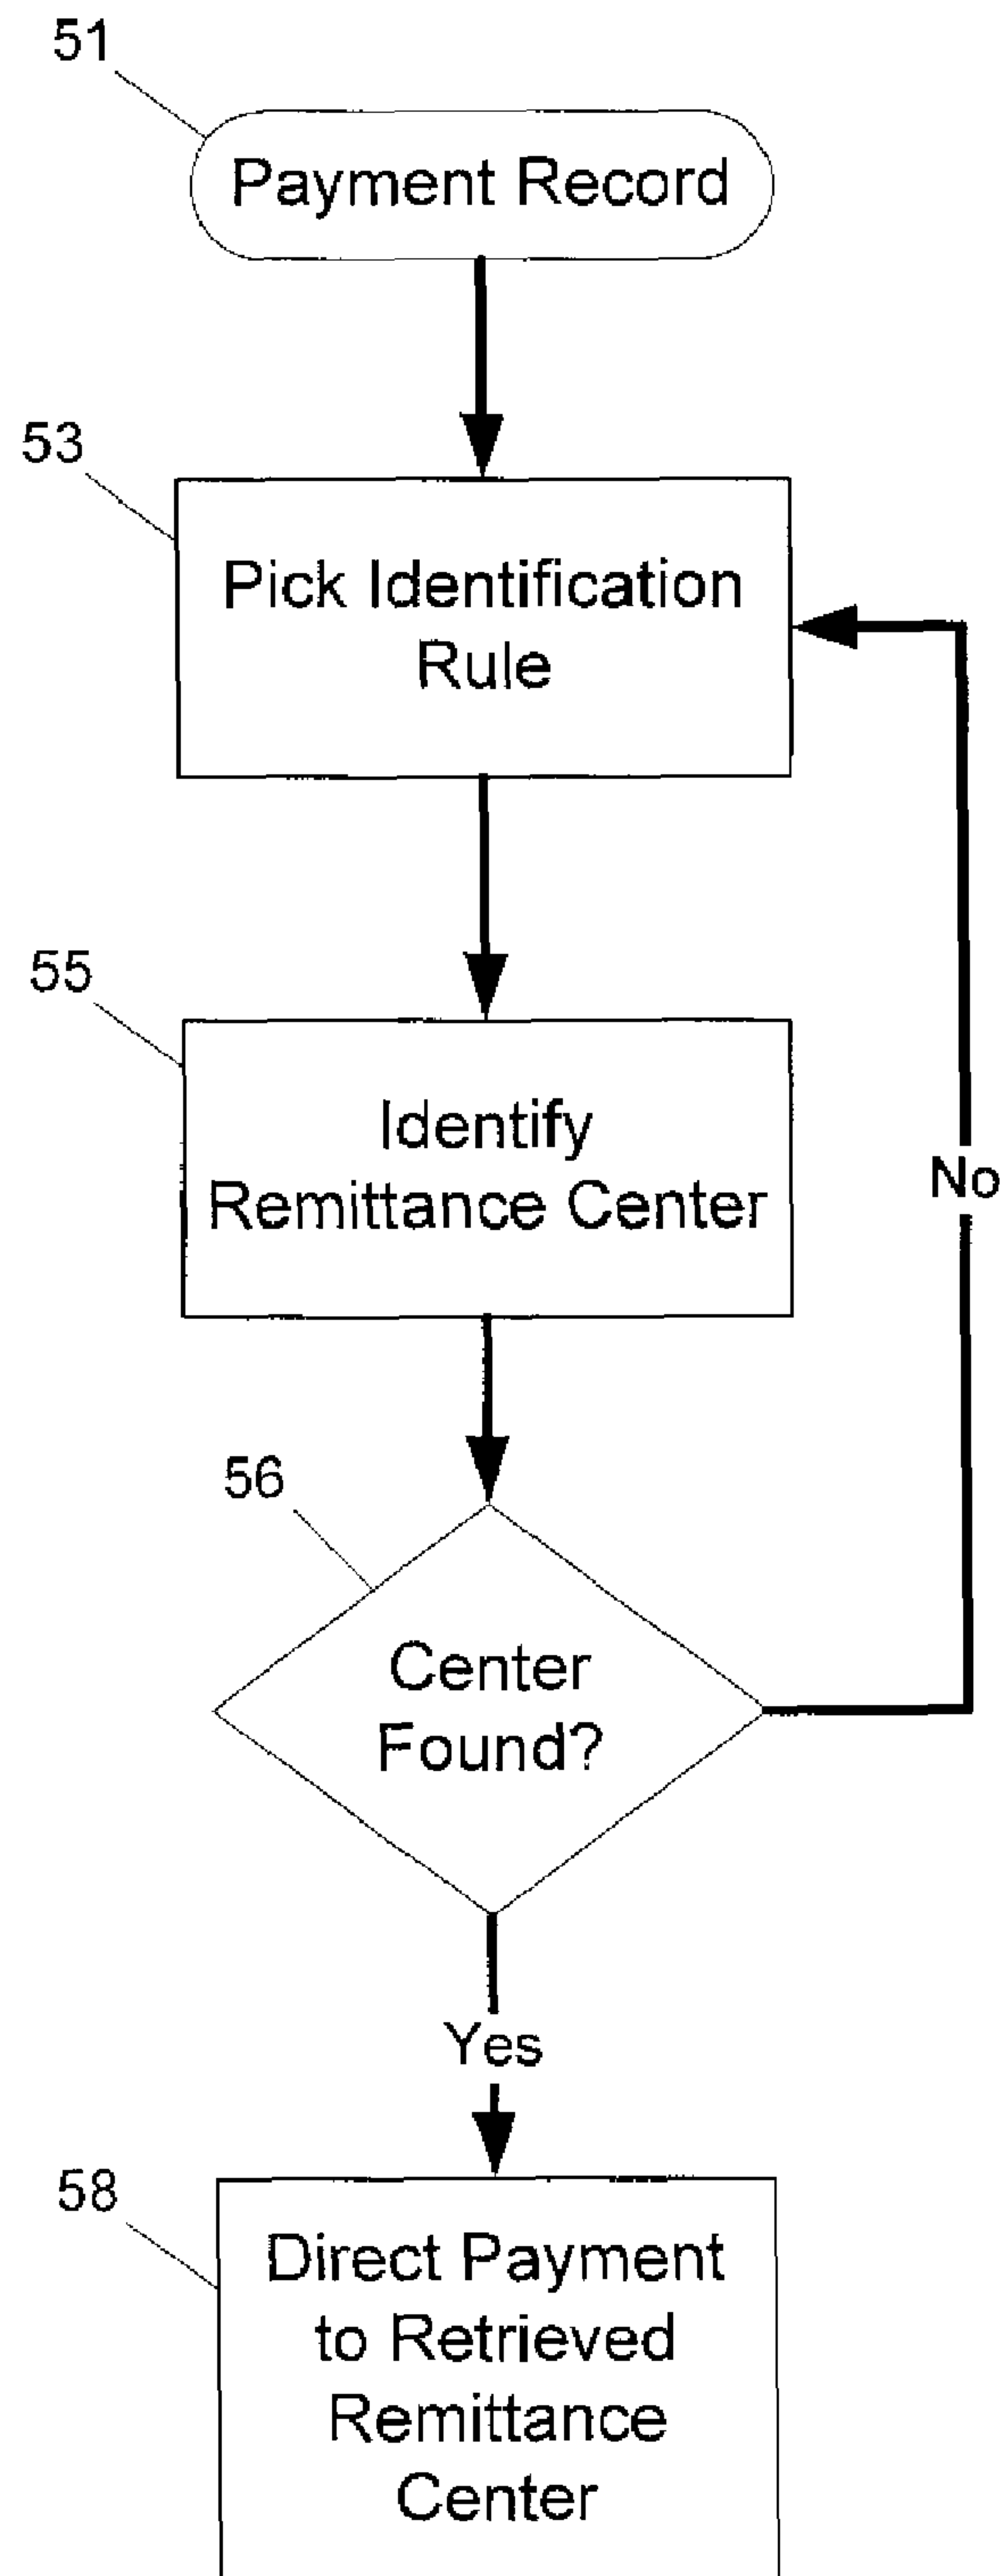 51
Payment Record
53
Pick Identification
Rule
55
Identify
Remittance Center
No
56
Center
Found?
Yes
58
Direct Payment
to Retrieved
Remittance
Center